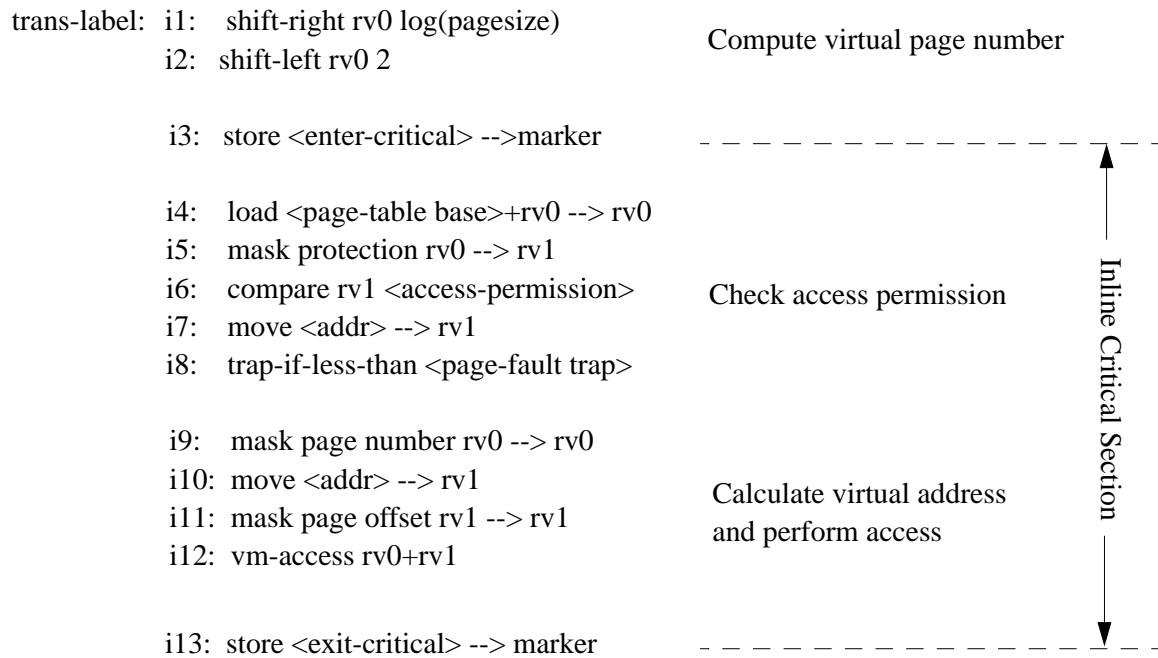 trans-label: i1: shift-right rv0 log(pagesize)
Compute virtual page number
i2: shift-left rv0 2
i3: store <enter-critical> -->marker
i4: load <page-table base>+rv0 --> rv0
i5: mask protection rv0 --> rv1
i6: compare rv1 <access-permission>
Check access permission
i7: move <addr> --> rv1
i8: trap-if-less-than <page-fault trap>
i9: mask page number rv0 --> rv0
i10: move <addr> --> rv1
i11: mask page offset rv1 --> rv1
i12: vm-access rv0+rv1
Calculate virtual address
and perform access
i13: store <exit-critical> --> marker
Inline Critical Section